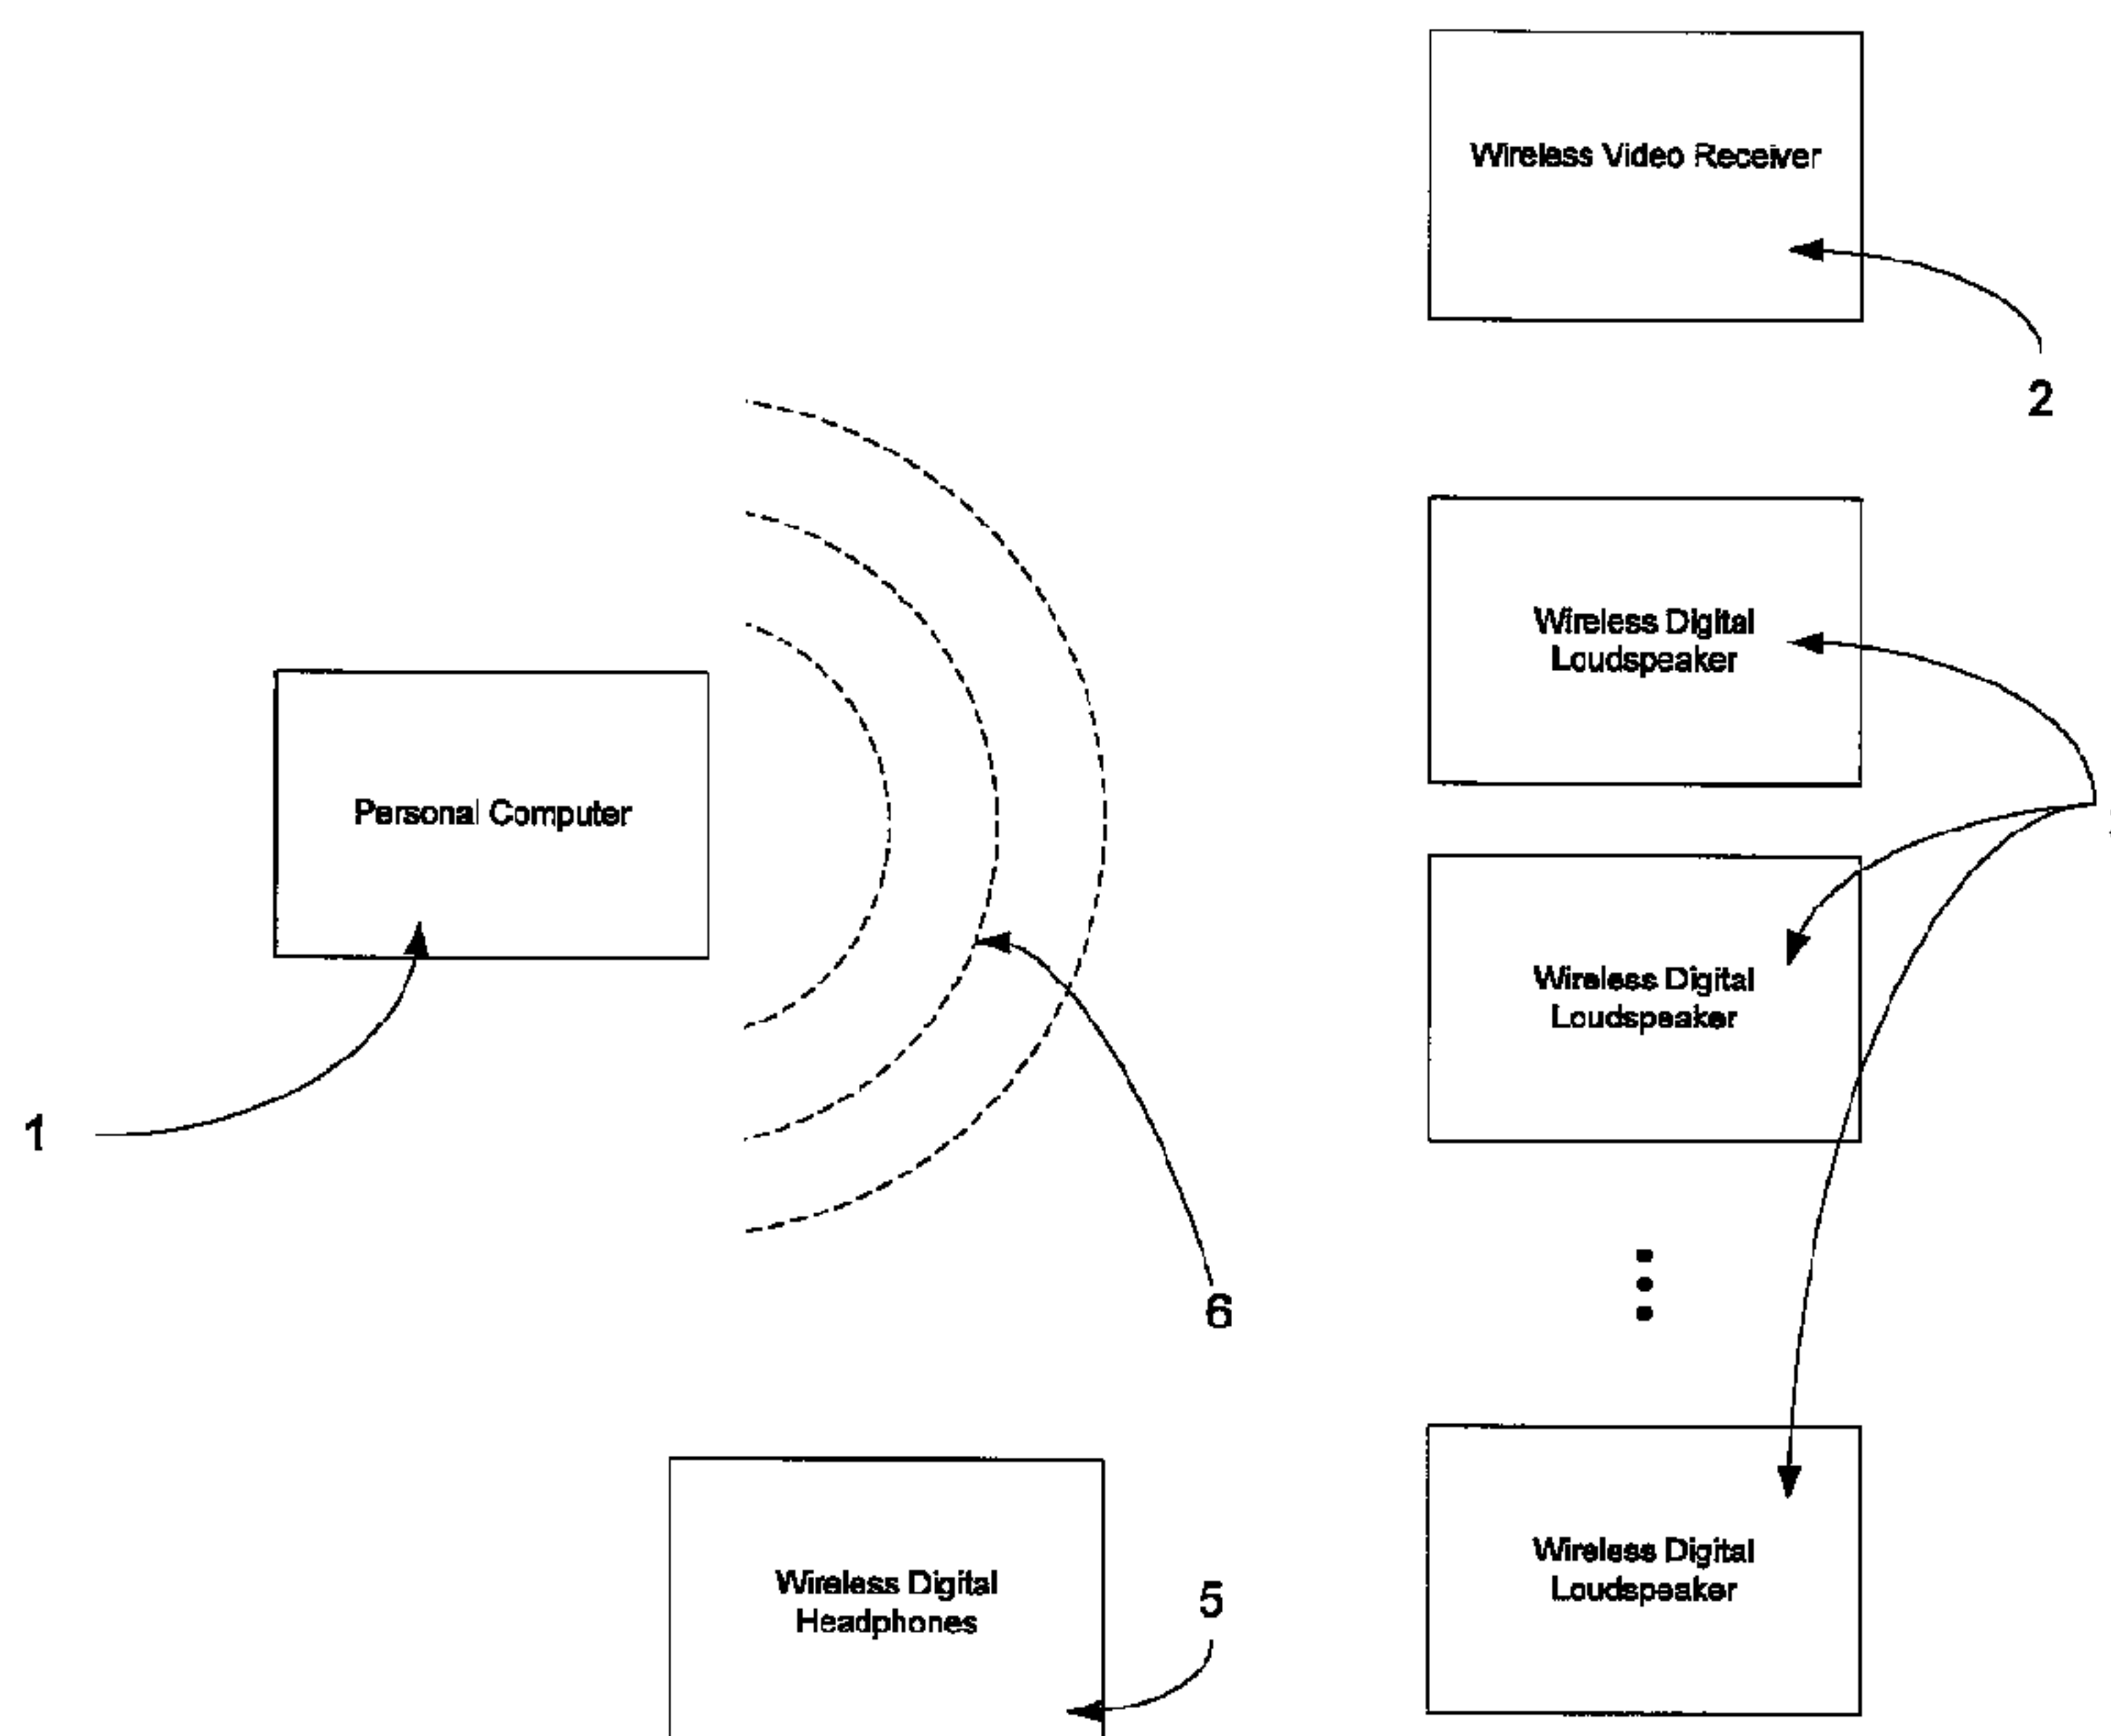 Wireless Video Receiver
2
Wireless Digital
Loudspeaker
Personal Computer
Wireless Digital
Loudspeaker
1
6
Wireless Digital
Loudspeaker
Wireless Digital
Headphones
5